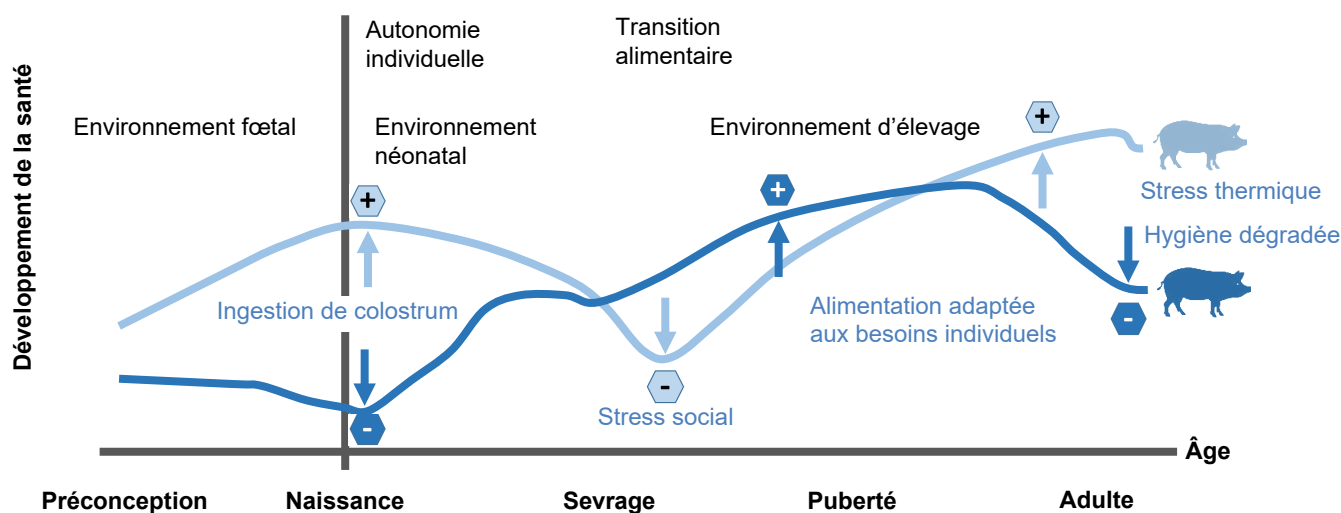 Autonomie
individuelle
Transition
alimentaire
Développement de la santé
Environnement fœtal
Environnement
néonatal
Environnement d’élevage
+
+
+
Stress thermique
Hygiène dégradée
Ingestion de colostrum
Alimentation adaptée
aux besoins individuels
-
-
-
Stress social
Âge
Préconception
Naissance
Sevrage
Puberté
Adulte